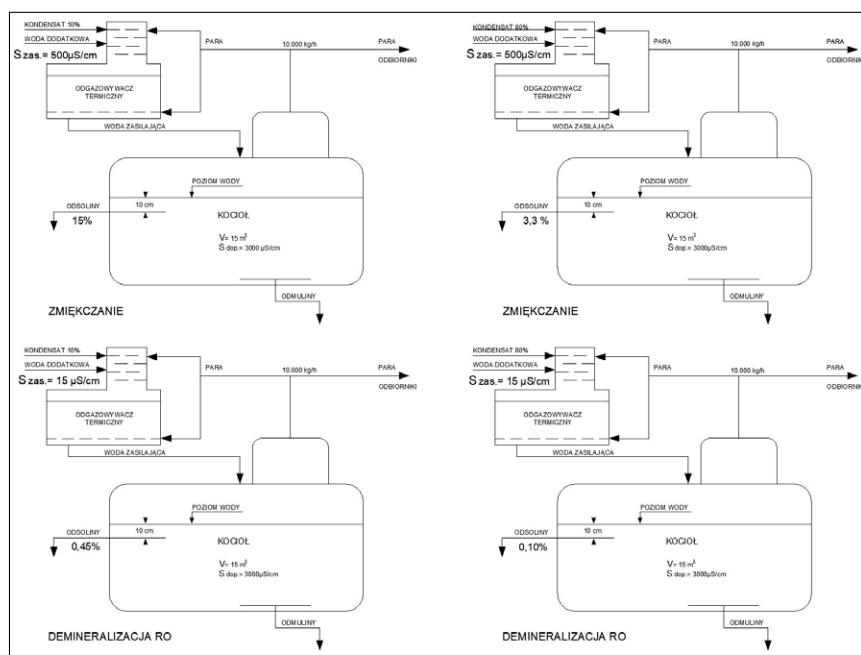 KONDENSAT 10%
WODA DODATKOWA
S zas.= 500µS/cm
ODGAZOWYWACZ
TERMICZNY
WODA ZASILAJĄCA
PARA
10.000 kg/h
PARA
ODBIORNIKI
POZIOM WODY
ODSOLINY
15%
10 cm
KOCIOŁ
V= 15 m³
S dop.= 3000 µS/cm
ODMULINY
ZMIĘKCZANIE
KONDENSAT 80%
WODA DODATKOWA
S zas.= 500µS/cm
ODGAZOWYWACZ
TERMICZNY
WODA ZASILAJĄCA
PARA
10.000 kg/h
PARA
ODBIORNIKI
POZIOM WODY
ODSOLINY
3,3 %
10 cm
KOCIOŁ
V= 15 m³
S dop.= 3000µS/cm
ODMULINY
ZMIĘKCZANIE
KONDENSAT 10%
WODA DODATKOWA
S zas.= 15 µS/cm
ODGAZOWYWACZ
TERMICZNY
WODA ZASILAJĄCA
PARA
10.000 kg/h
PARA
ODBIORNIKI
POZIOM WODY
ODSOLINY
0,45%
10 cm
KOCIOŁ
V= 15 m³
S dop.= 3000µS/cm
ODMULINY
DEMINERALIZACJA RO
KONDENSAT 80%
WODA DODATKOWA
S zas.= 15 µS/cm
ODGAZOWYWACZ
TERMICZNY
WODA ZASILAJĄCA
PARA
10.000 kg/h
PARA
ODBIORNIKI
POZIOM WODY
ODSOLINY
0,10%
10 cm
KOCIOŁ
V= 15 m³
S dop.= 3000µS/cm
ODMULINY
DEMINERALIZACJA RO